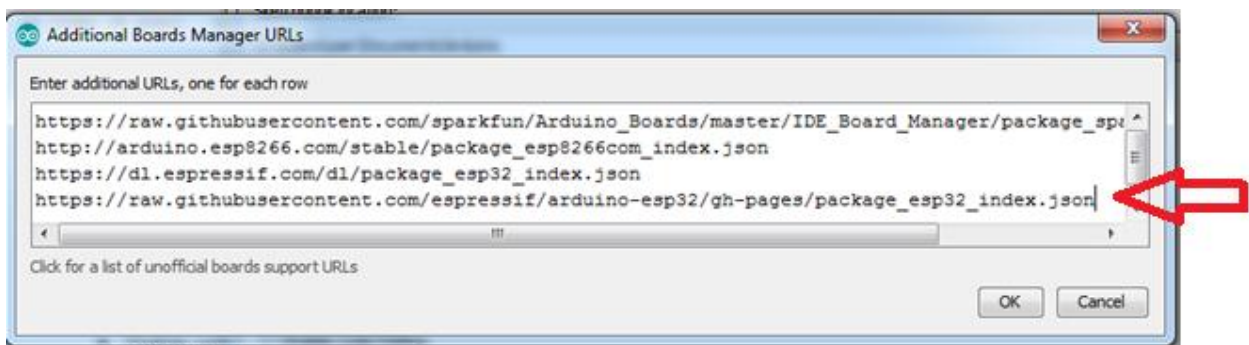 Additional Boards Manager URLs
Enter additional URLs, one for each row
https://raw.githubusercontent.com/sparkfun/Arduino_Boards/master/IDE_Board_Manager/package_spa
http://arduino.esp8266.com/stable/package_esp8266com_index.json
https://dl.espressif.com/dl/package_esp32_index.json
https://raw.githubusercontent.com/espressif/arduino-esp32/gh-pages/package_esp32_index.json
Click for a list of unofficial boards support URLs
OK Cancel